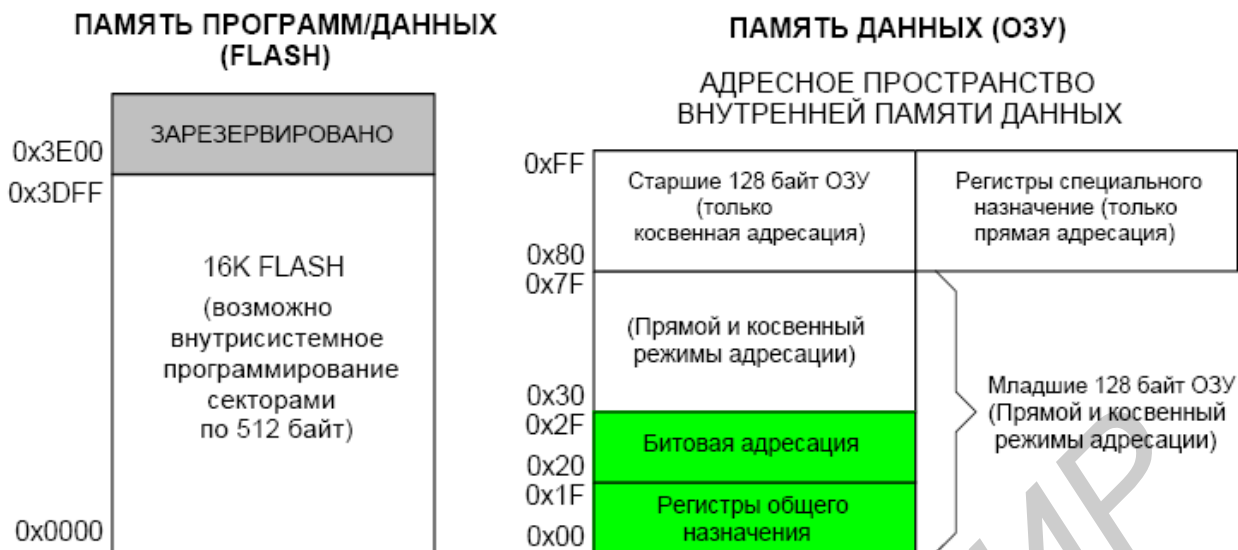 ПАМЯТЬ ПРОГРАММ/ДАННЫХ
(FLASH)
ЗАРЕЗЕРВИРОВАНО
0x3E00
0x3DFF
16K FLASH
(возможно
внутрисистемное
программирование
секторами
по 512 байт)
0x0000
ПАМЯТЬ ДАННЫХ (ОЗУ)
АДРЕСНОЕ ПРОСТРАНСТВО
ВНУТРЕННЕЙ ПАМЯТИ ДАННЫХ
0xFF
Старшие 128 байт ОЗУ
(только
косвенная адресация)
0x80
Регистры специального
назначение (только
прямая адресация)
0x7F
(Прямой и косвенный
режимы адресации)
0x30
0x2F
Битовая адресация
0x20
0x1F
Регистры общего
назначения
0x00
Младшие 128 байт ОЗУ
(Прямой и косвенный
режимы адресации)